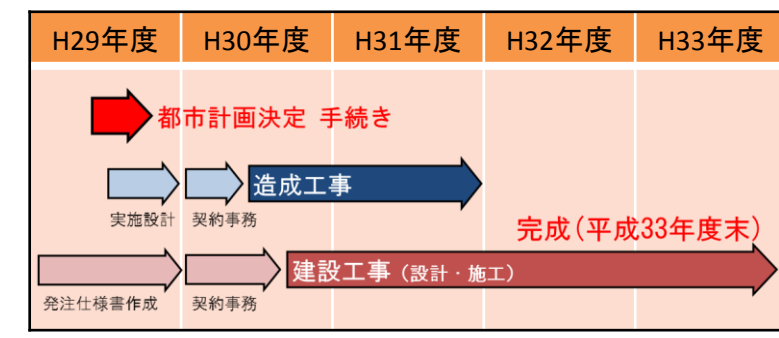 H29年度 H30年度 H31年度 H32年度 H33年度
都市計画決定 手続き
造成工事
実施設計 契約事務
完成(平成33年度末)
建設工事(設計・施工)
発注仕様書作成 契約事務